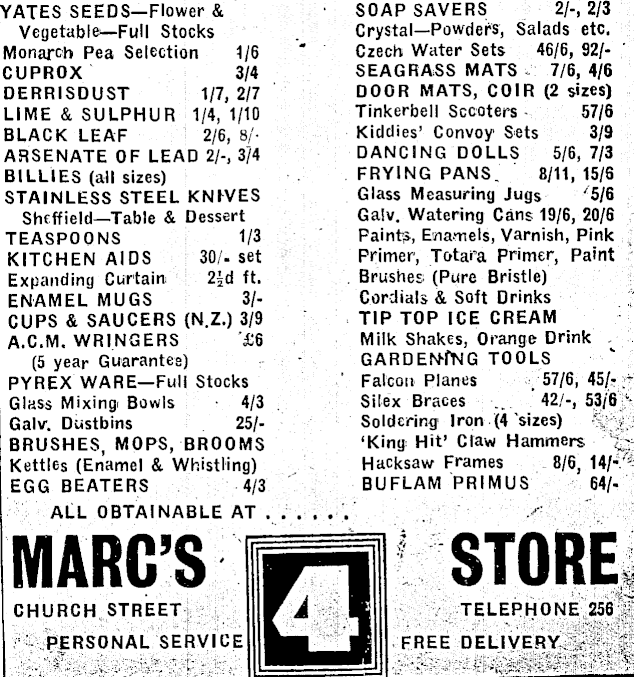 YATES SEEDS—Flower &
Vegetable—Full Stocks
Monarch Pea Selection 1/6
CUPROX 3/4
DERRISDUST 1/7, 2/7
LIME & SULPHUR 1/4, 1/10
BLACK LEAF 2/6, 8/-
ARSENATE OF LEAD 2/-, 3/4
BILLIES (all sizes)
STAINLESS STEEL KNIVES
Sheffield—Table & Dessert
TEASPOONS 1/3
KITCHEN AIDS 30/- set
Expanding Curtain 2½d ft.
ENAMEL MUGS 3/-
CUPS & SAUCERS (N.Z.) 3/9
A.C.M. WRINGERS £6
(5 year Guarantee)
PYREX WARE—Full Stocks
Glass Mixing Bowls 4/3
Galv. Dustbins 25/-
BRUSHES, MOPS, BROOMS
Kettles (Enamel & Whistling)
EGG BEATERS 4/3
SOAP SAVERS 2/-, 2/3
Crystal—Powders, Salads etc.
Czech Water Sets 46/6, 92/-
SEAGRASS MATS 7/6, 4/6
DOOR MATS, COIR (2 sizes)
Tinkerbell Scooters 57/6
Kiddies' Convoy Sets 3/9
DANCING DOLLS 5/6, 7/3
FRYING PANS 8/11, 15/6
Glass Measuring Jugs 5/6
Galv. Watering Cans 19/6, 20/6
Paints, Enamels, Varnish, Pink
Primer, Totara Primer, Paint
Brushes (Pure Bristle)
Cordials & Soft Drinks
TIP TOP ICE CREAM
Milk Shakes, Orange Drink
GARDENING TOOLS
Falcon Planes 57/6, 45/-
Silex Braces 42/-, 53/6
Soldering Iron (4 sizes)
'King Hit' Claw Hammers
Hacksaw Frames 8/6, 14/-
BUFLAM PRIMUS 64/-
ALL OBTAINABLE AT . . . . . .
MARC'S 4 STORE
CHURCH STREET TELEPHONE 256
PERSONAL SERVICE FREE DELIVERY